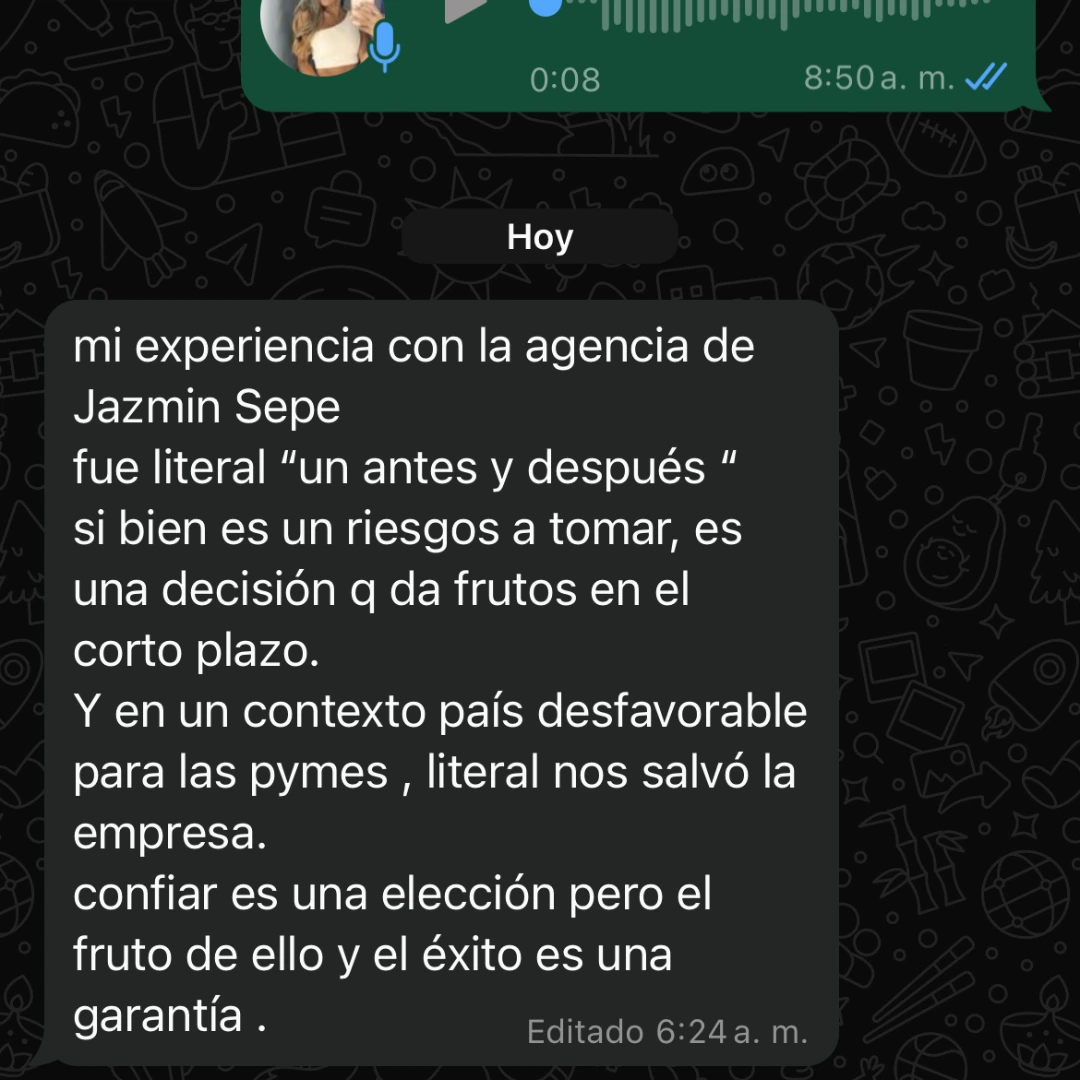 0:08
8:50 a. m.
Hoy
mi experiencia con la agencia de
Jazmin Sepe
fue literal “un antes y después “
si bien es un riesgos a tomar, es
una decisión q da frutos en el
corto plazo.
Y en un contexto país desfavorable
para las pymes , literal nos salvó la
empresa.
confiar es una elección pero el
fruto de ello y el éxito es una
garantía .
Editado 6:24 a. m.